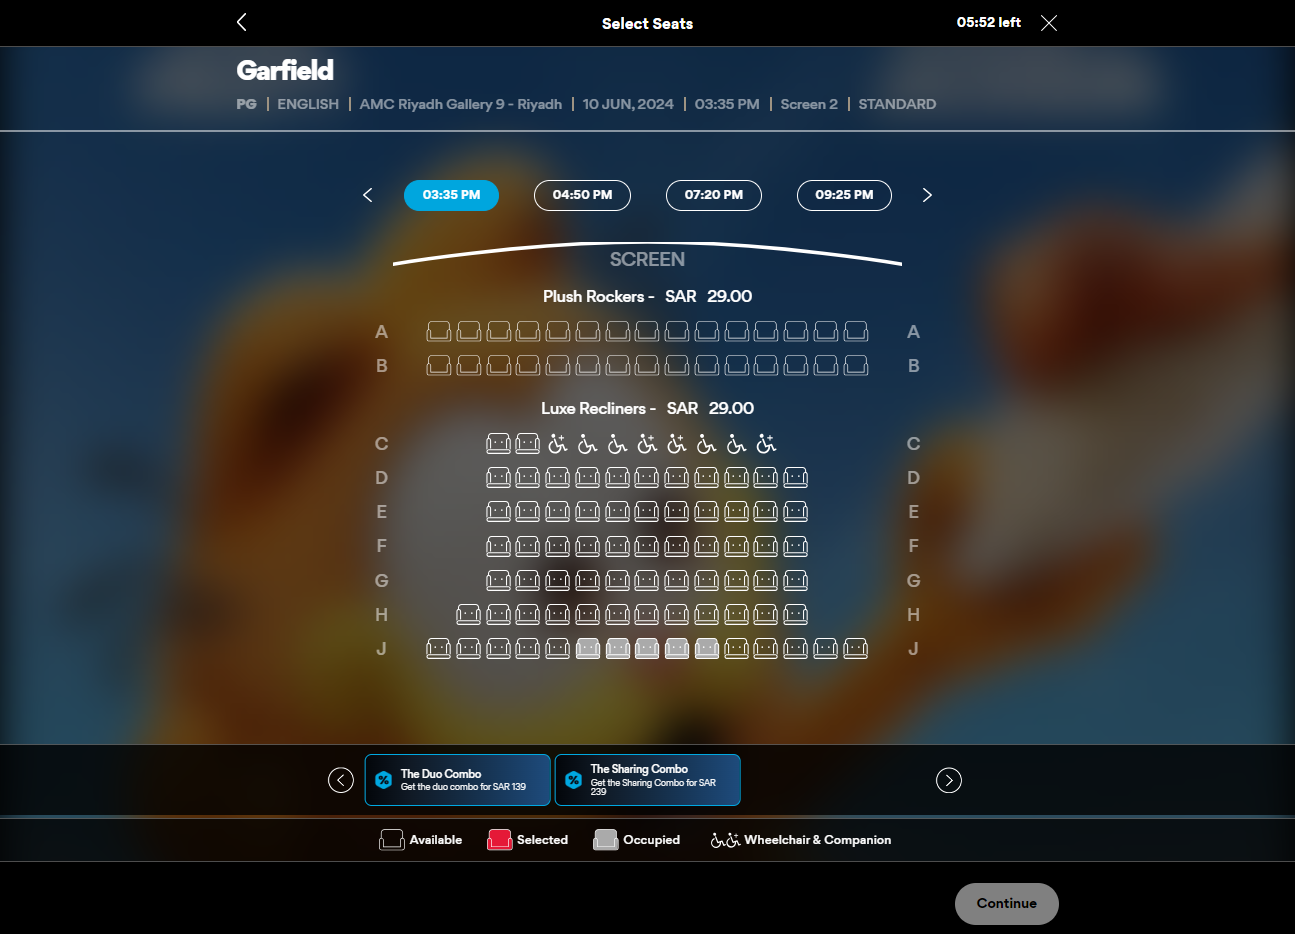 Select Seats
05:52 left
Garfield
PG | ENGLISH | AMC Riyadh Gallery 9 - Riyadh | 10 JUN, 2024 | 03:35 PM | Screen 2 | STANDARD
03:35 PM 04:50 PM 07:20 PM 09:25 PM
SCREEN
Plush Rockers - SAR 29.00
A A
B B
Luxe Recliners - SAR 29.00
C C
D D
E E
F F
G G
H H
J J
The Duo Combo
Get the duo combo for SAR 139
The Sharing Combo
Get the Sharing Combo for SAR
239
Available Selected Occupied Wheelchair & Companion
Continue